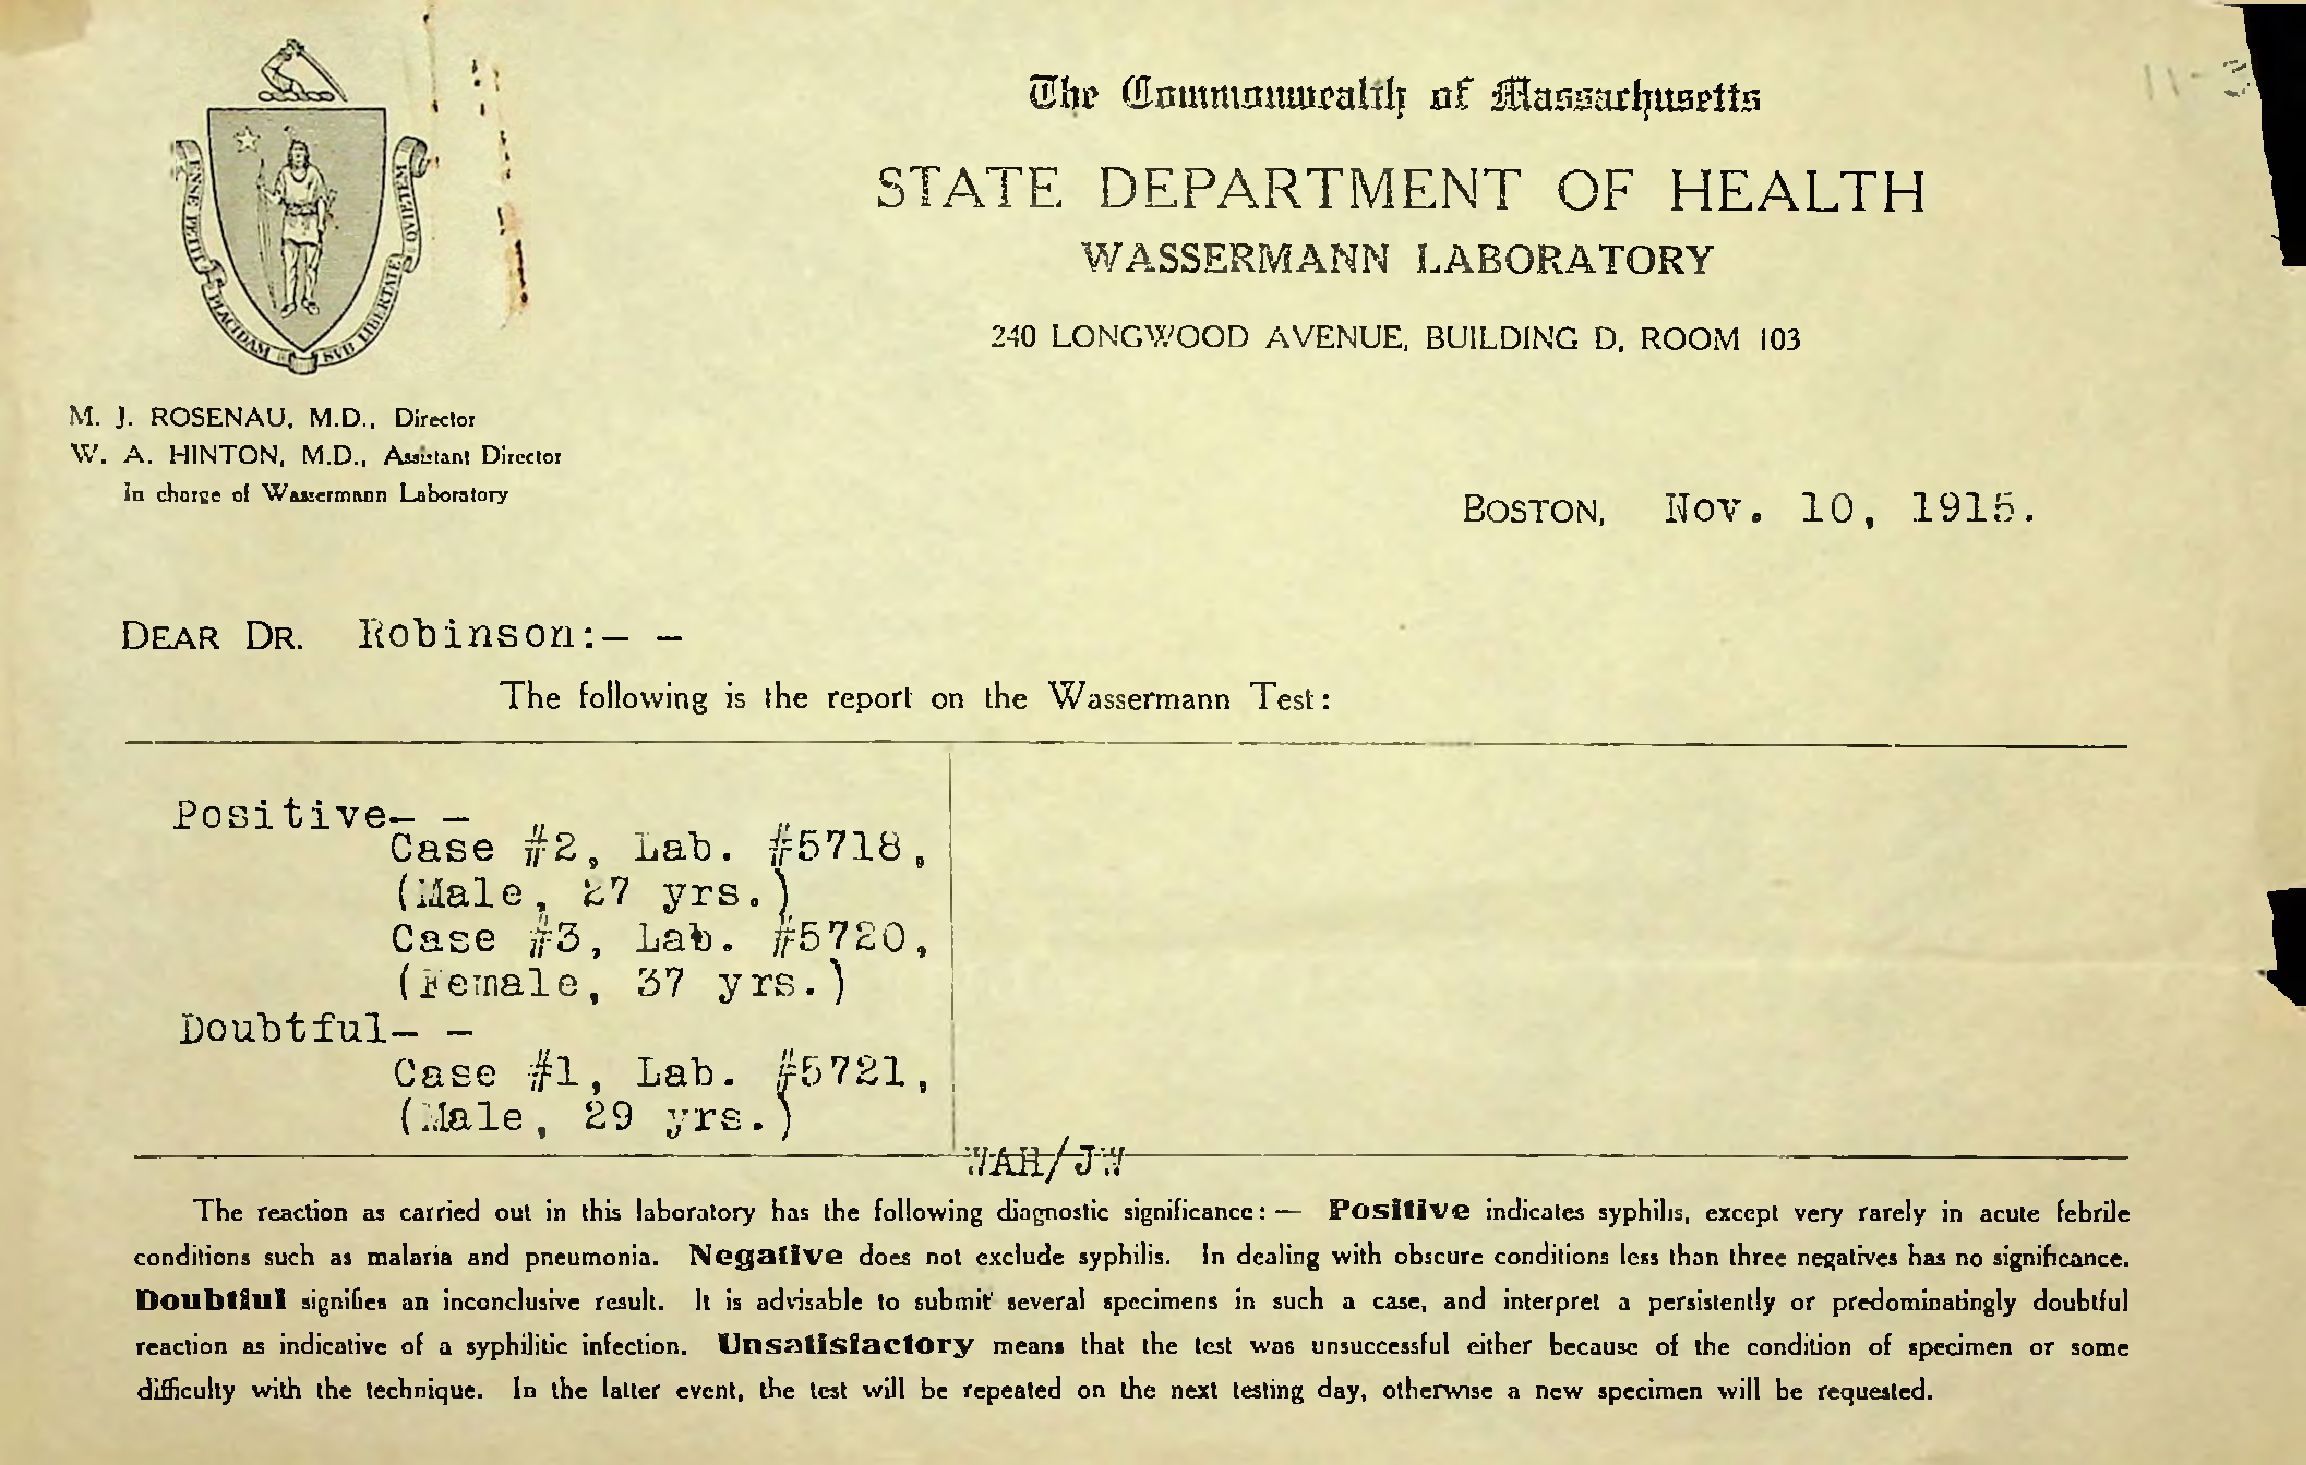 The Commonwealth of Massachusetts
STATE DEPARTMENT OF HEALTH
WASSERMANN LABORATORY
240 LONGWOOD AVENUE, BUILDING D, ROOM 103
ENSE PETIT PLACIDAM SVB LIBERTATE QVIETEM
M. J. ROSENAU, M.D., Director
W. A. HINTON, M.D., Assistant Director
In charge of Wassermann Laboratory
BOSTON, Nov. 10, 1915.
DEAR DR. Robinson:— —
The following is the report on the Wassermann Test:
Positive— —
Case #2, Lab. #5718,
(Male, 27 yrs.)
Case #3, Lab. #5720,
(Female, 37 yrs.)
Doubtful— —
Case #1, Lab. #5721,
(Male, 29 yrs.)
WAH/JW
The reaction as carried out in this laboratory has the following diagnostic significance:— Positive indicates syphilis, except very rarely in acute febrile
conditions such as malaria and pneumonia. Negative does not exclude syphilis. In dealing with obscure conditions less than three negatives has no significance.
Doubtful signifies an inconclusive result. It is advisable to submit several specimens in such a case, and interpret a persistently or predominatingly doubtful
reaction as indicative of a syphilitic infection. Unsatisfactory means that the test was unsuccessful either because of the condition of specimen or some
difficulty with the technique. In the latter event, the test will be repeated on the next testing day, otherwise a new specimen will be requested.